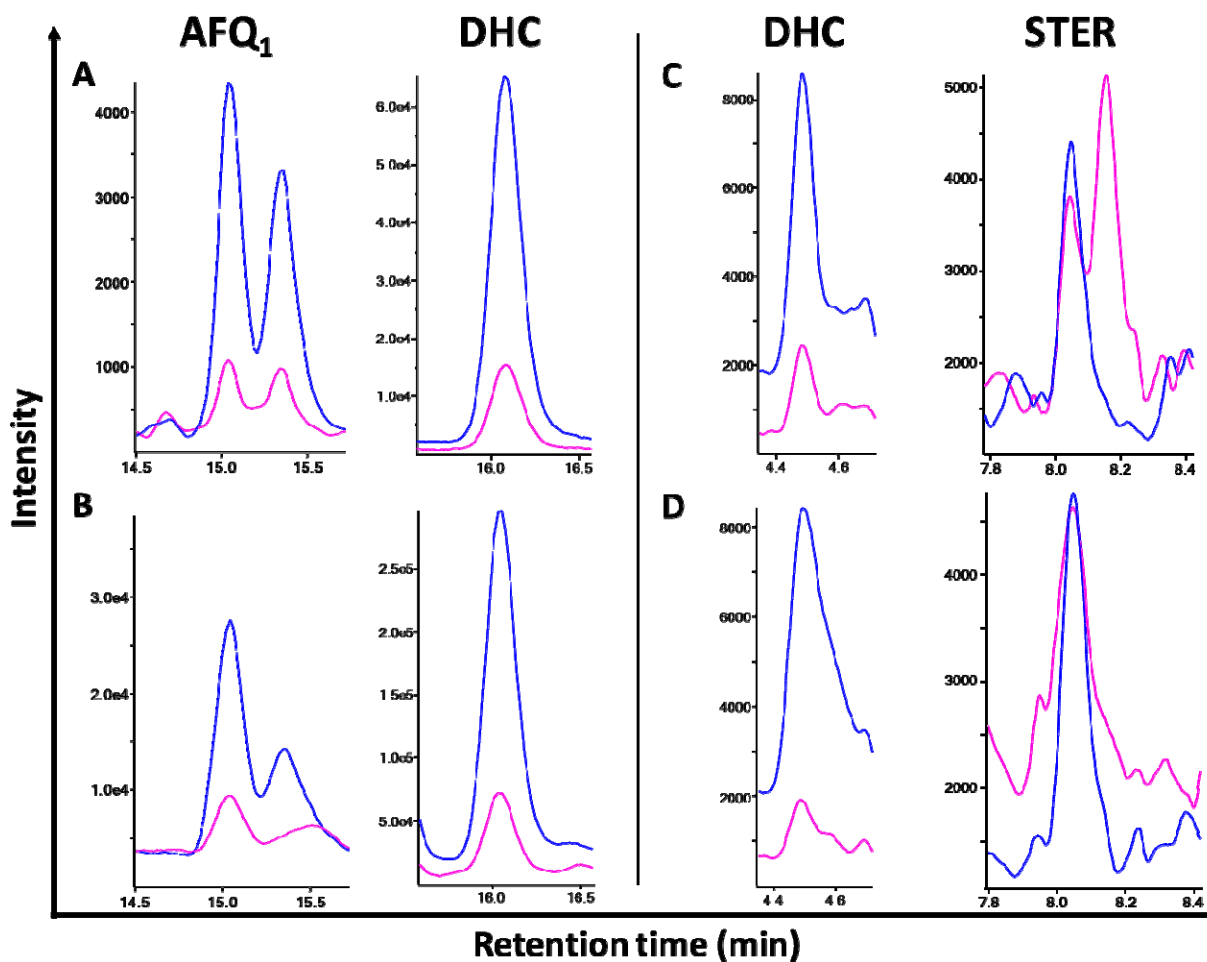 AFQ1 DHC DHC STER
A C
4000
3000
2000
1000
14.5 15.0 15.5
6.0e4
5 0e4
4.0e4
3.0e4
2.0e4
1.0e4
16.0 16.5
8000
6000
4000
2000
4.4 4.6
5000
4000
3000
2000
7.8 8.0 8.2 8.4
Intensity
B D
3.0e4
2.0e4
1.0e4
14.5 15.0 15.5
2.5e5
2.0e5
1.5e5
1.0e5
5.0e4
16.0 16.5
8000
6000
4000
2000
4 4 4 6
4000
3000
2000
7.8 8.0 8.2 8.4
Retention time (min)